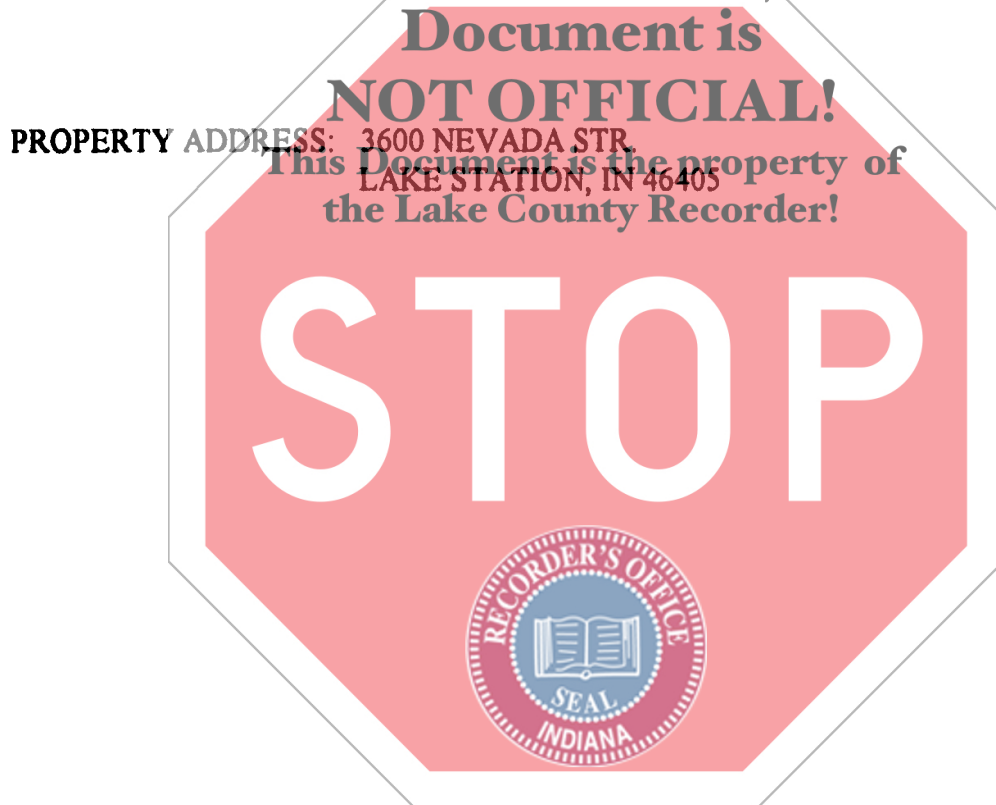 Document is
NOT OFFICIAL!
PROPERTY ADDRESS: 3600 NEVADA STR.
This Document is the property of
LAKE STATION, IN 46405
the Lake County Recorder!
STOP
RECORDER'S OFFICE
SEAL
INDIANA